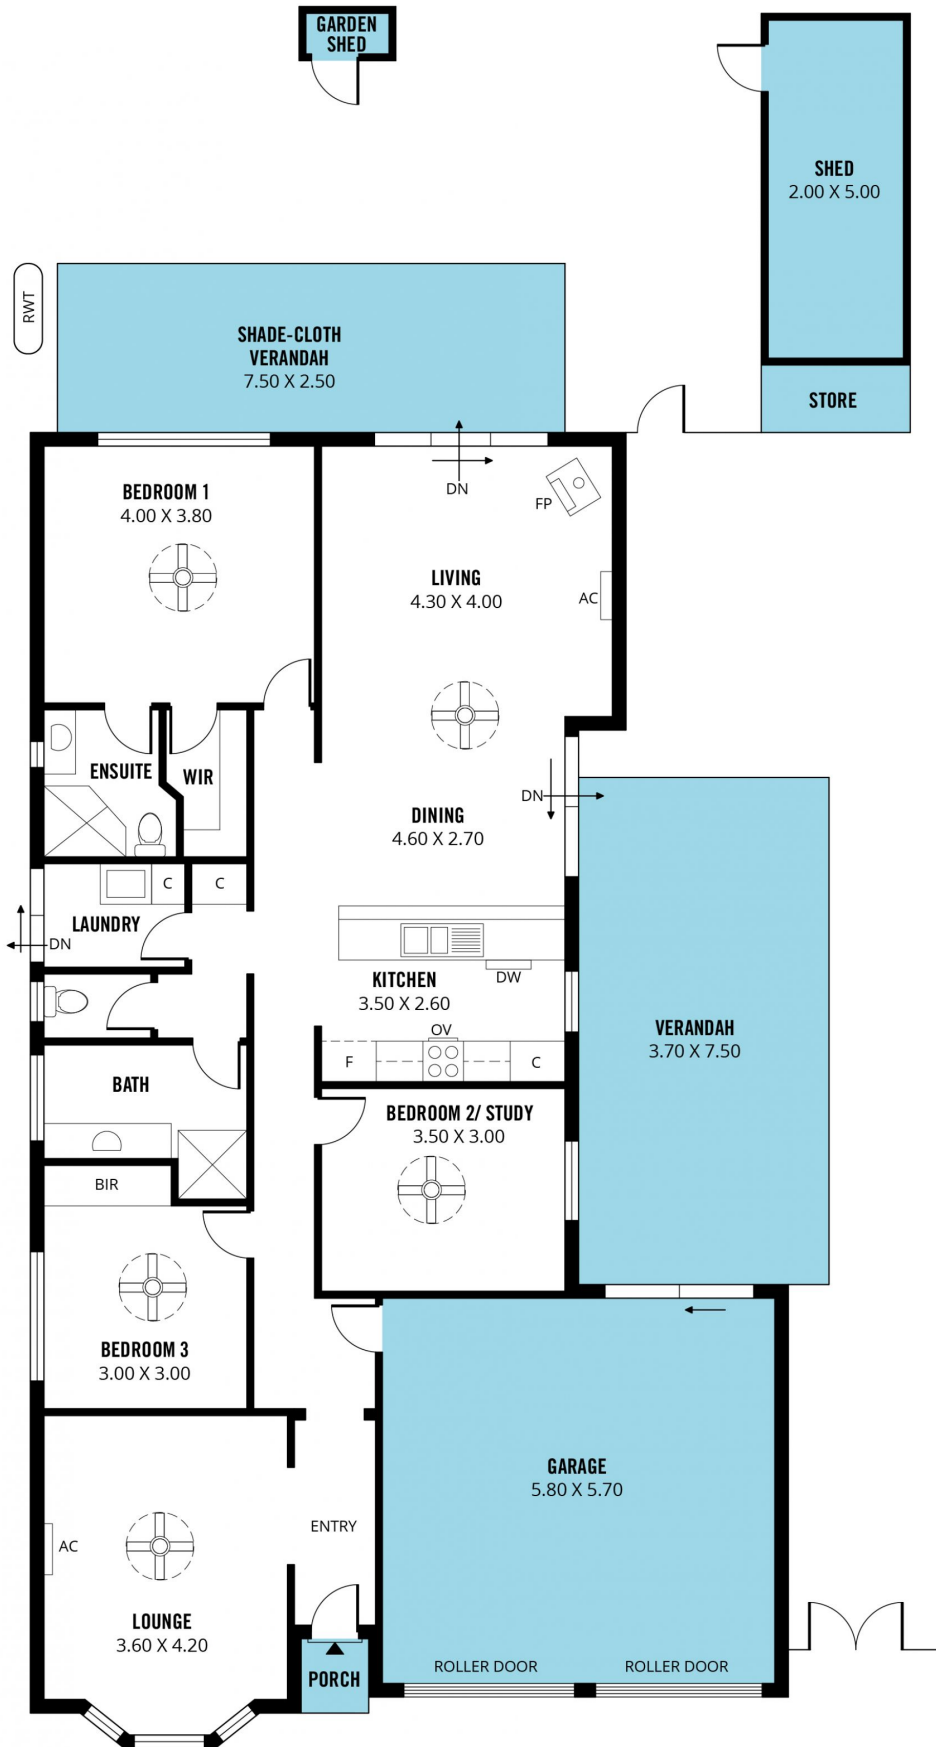 GARDEN
SHED
SHED
2.00 X 5.00
RWT
SHADE-CLOTH
VERANDAH
7.50 X 2.50
STORE
BEDROOM 1
4.00 X 3.80
DN
FP
LIVING
4.30 X 4.00
AC
ENSUITE
WIR
DN
DINING
4.60 X 2.70
C
C
LAUNDRY
DN
KITCHEN
3.50 X 2.60
DW
OV
F
C
VERANDAH
3.70 X 7.50
BATH
BEDROOM 2/ STUDY
3.50 X 3.00
BIR
BEDROOM 3
3.00 X 3.00
GARAGE
5.80 X 5.70
ENTRY
AC
LOUNGE
3.60 X 4.20
PORCH
ROLLER DOOR
ROLLER DOOR